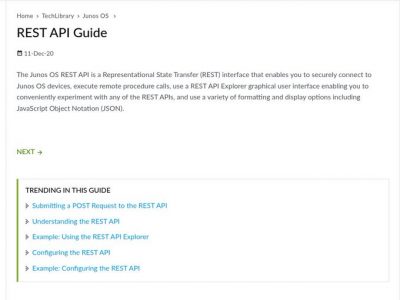 Home > TechLibrary > Junos OS >
REST API Guide
11-Dec-20
The Junos OS REST API is a Representational State Transfer (REST) interface that enables you to securely connect to
Junos OS devices, execute remote procedure calls, use a REST API Explorer graphical user interface enabling you to
conveniently experiment with any of the REST APIs, and use a variety of formatting and display options including
JavaScript Object Notation (JSON).
NEXT →
TRENDING IN THIS GUIDE
Submitting a POST Request to the REST API
Understanding the REST API
Example: Using the REST API Explorer
Configuring the REST API
Example: Configuring the REST API